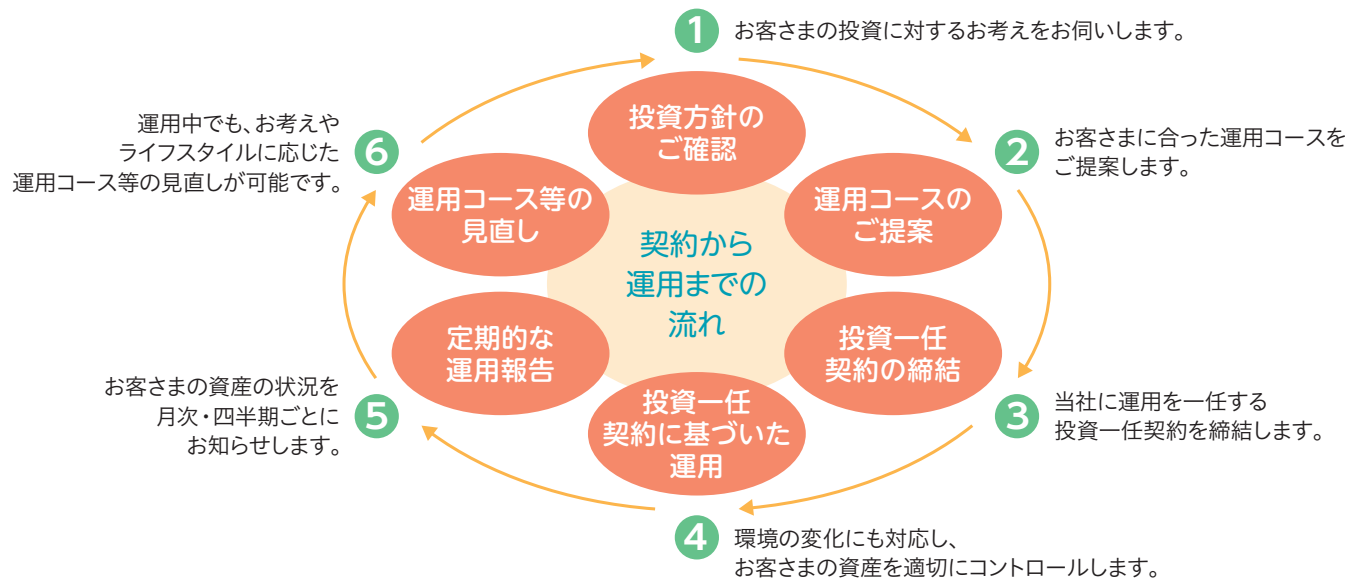 契約から
運用までの
流れ
1
お客さまの投資に対するお考えをお伺いします。
投資方針の
ご確認
2
お客さまに合った運用コースを
ご提案します。
運用コースの
ご提案
3
当社に運用を一任する
投資一任契約を締結します。
投資一任
契約の締結
4
環境の変化にも対応し、
お客さまの資産を適切にコントロールします。
投資一任
契約に基づいた
運用
5
お客さまの資産の状況を
月次・四半期ごとに
お知らせします。
定期的な
運用報告
6
運用中でも、お考えや
ライフスタイルに応じた
運用コース等の見直しが可能です。
運用コース等の
見直し